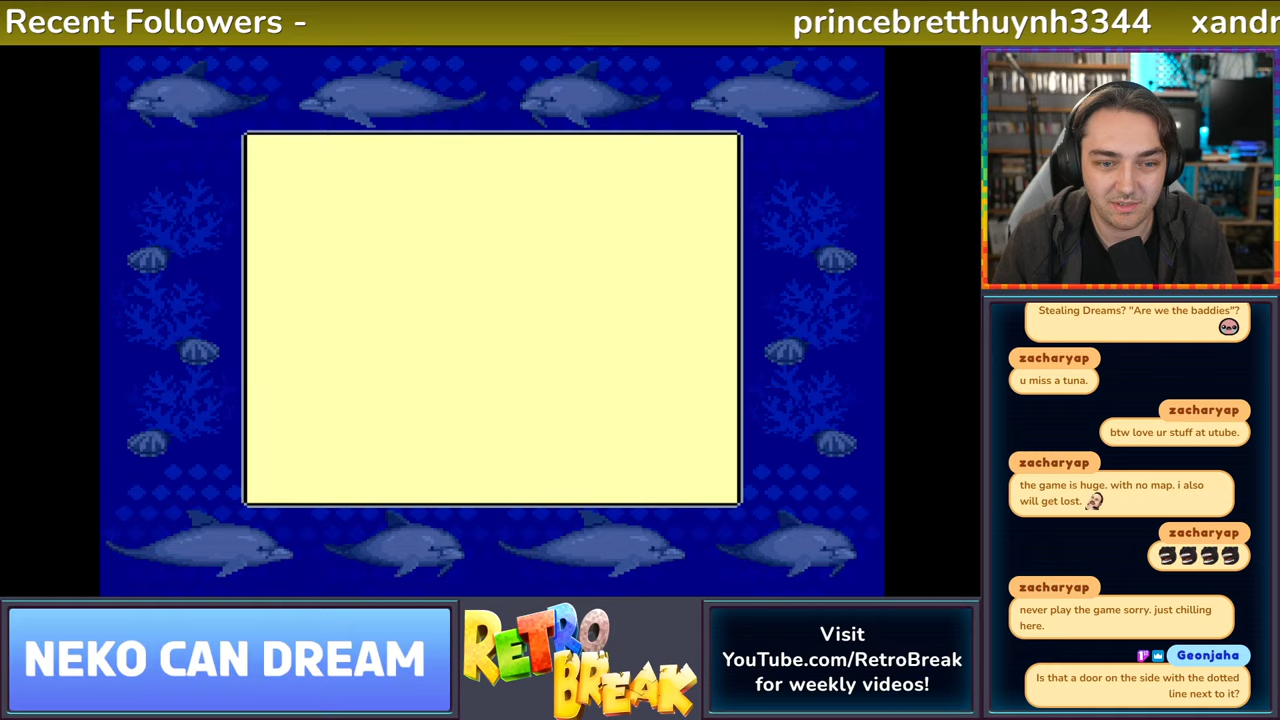 Recent Followers -
princebretthuynh3344 xandr
Stealing Dreams? "Are we the baddies"?
zacharyap
u miss a tuna.
zacharyap
btw love ur stuff at utube.
zacharyap
the game is huge. with no map. i also
will get lost.
zacharyap
zacharyap
never play the game sorry. just chilling
here.
Geonjaha
Is that a door on the side with the dotted
line next to it?
NEKO CAN DREAM
RETRO
BREAK
Visit
YouTube.com/RetroBreak
for weekly videos!